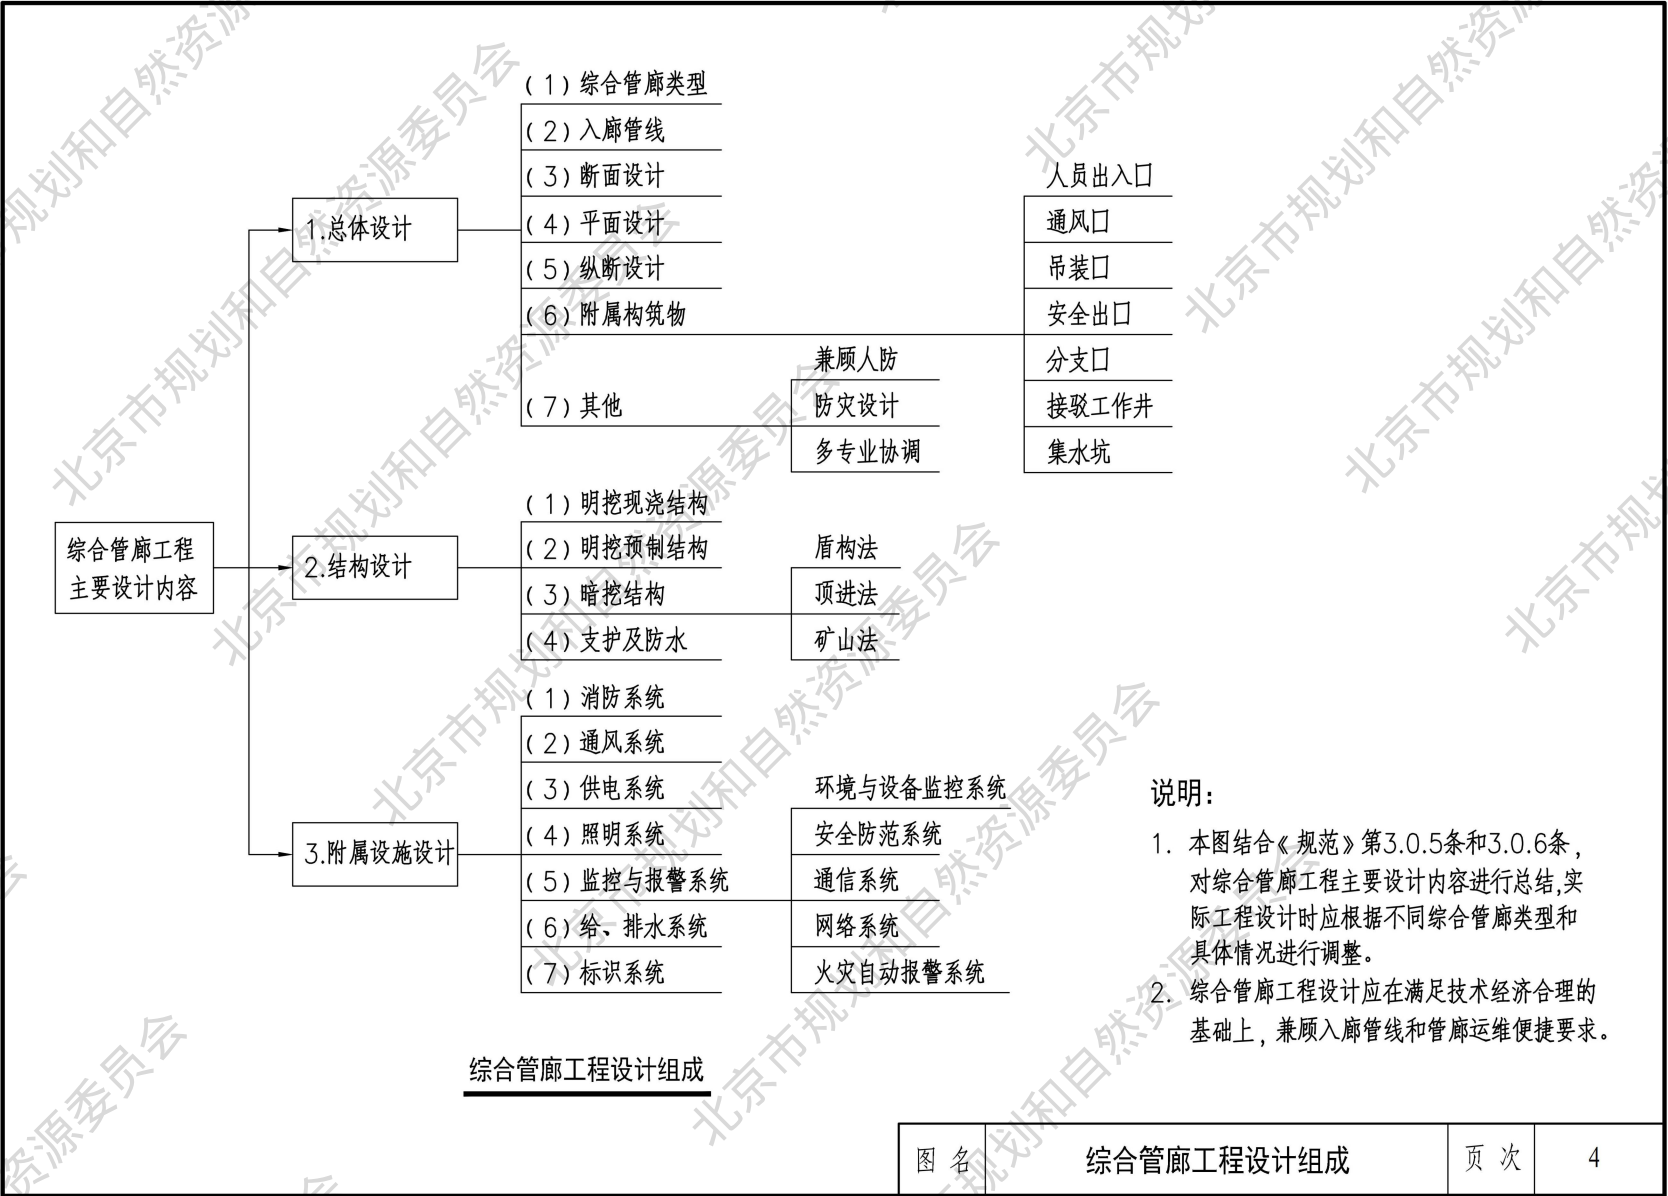 综合管廊工程
主要设计内容
1.总体设计
(1)综合管廊类型
(2)入廊管线
(3)断面设计
(4)平面设计
(5)纵断设计
(6)附属构筑物
人员出入口
通风口
吊装口
安全出口
分支口
接驳工作井
集水坑
(7)其他
兼顾人防
防灾设计
多专业协调
2.结构设计
(1)明挖现浇结构
(2)明挖预制结构
(3)暗挖结构
盾构法
顶进法
矿山法
(4)支护及防水
3.附属设施设计
(1)消防系统
(2)通风系统
(3)供电系统
(4)照明系统
(5)监控与报警系统
环境与设备监控系统
安全防范系统
通信系统
网络系统
火灾自动报警系统
(6)给、排水系统
(7)标识系统
综合管廊工程设计组成
说明:
1. 本图结合《规范》第3.0.5条和3.0.6条,
对综合管廊工程主要设计内容进行总结,实
际工程设计时应根据不同综合管廊类型和
具体情况进行调整。
2. 综合管廊工程设计应在满足技术经济合理的
基础上,兼顾入廊管线和管廊运维便捷要求。
图名 综合管廊工程设计组成 页次 4
北京市规划和自然资源委员会